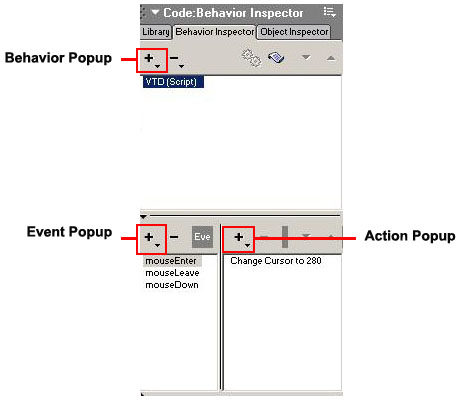 Code:Behavior Inspector
Library Behavior Inspector Object Inspector
Behavior Popup
VTD (Script)
Event Popup
Eve
Action Popup
mouseEnter
Change Cursor to 280
mouseLeave
mouseDown